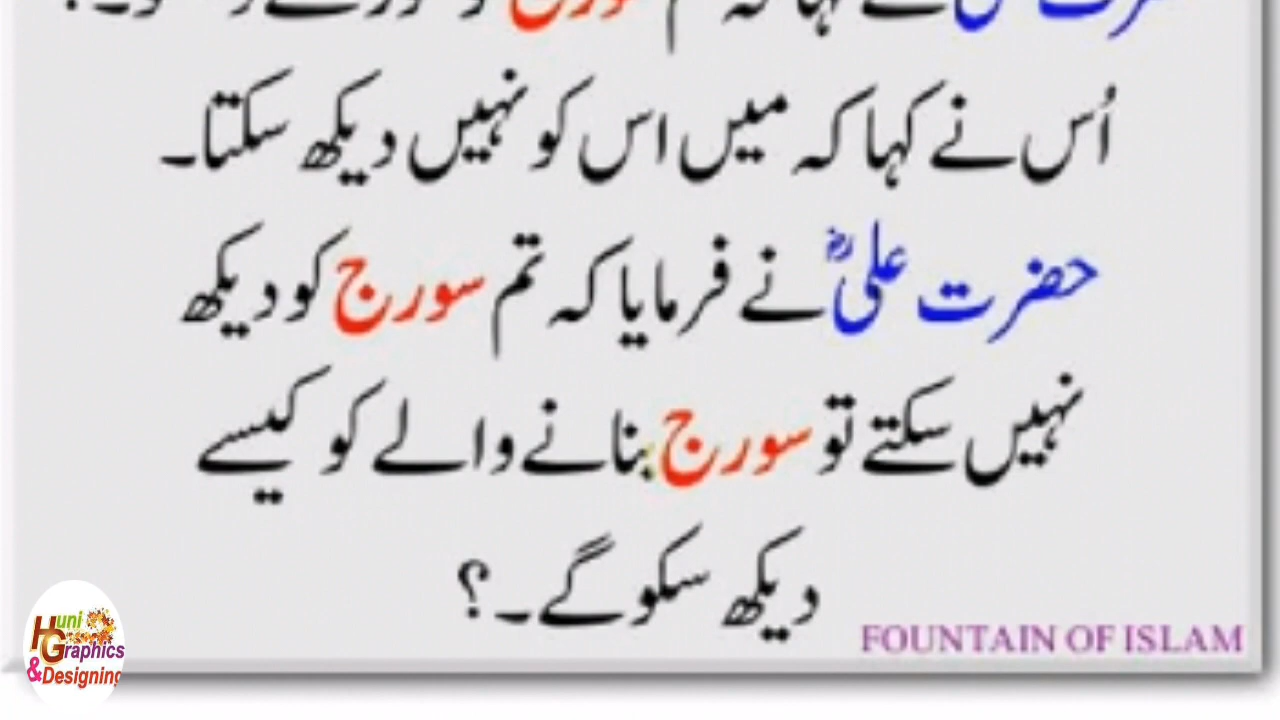 اُس نے کہا کہ میں اس کو نہیں دیکھ سکتا۔
حضرت علیؓ نے فرمایا کہ تم سورج کو دیکھ
نہیں سکتے تو سورج بنانے والے کو کیسے
دیکھ سکو گے۔؟
FOUNTAIN OF ISLAM
Huni
Graphics
&Designing